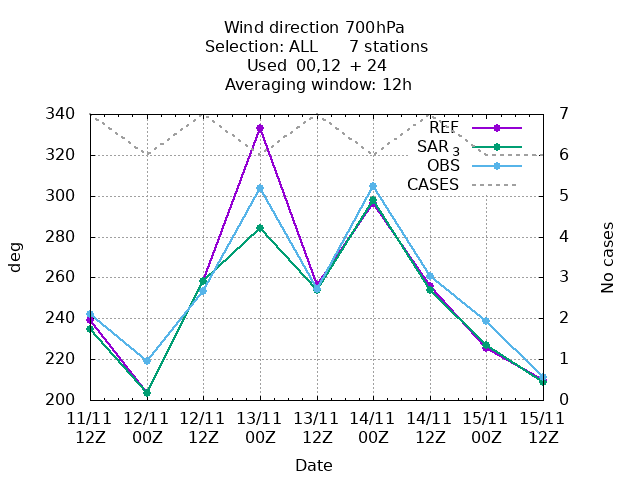 Wind direction 700hPa
Selection: ALL 7 stations
Used 00,12 + 24
Averaging window: 12h
340 7
REF
SAR 3
320 6
OBS
CASES
300 5
280 4
deg
No cases
260 3
240 2
220 1
200 0
11/11 12/11 12/11 13/11 13/11 14/11 14/11 15/11 15/11
12Z 00Z 12Z 00Z 12Z 00Z 12Z 00Z 12Z
Date